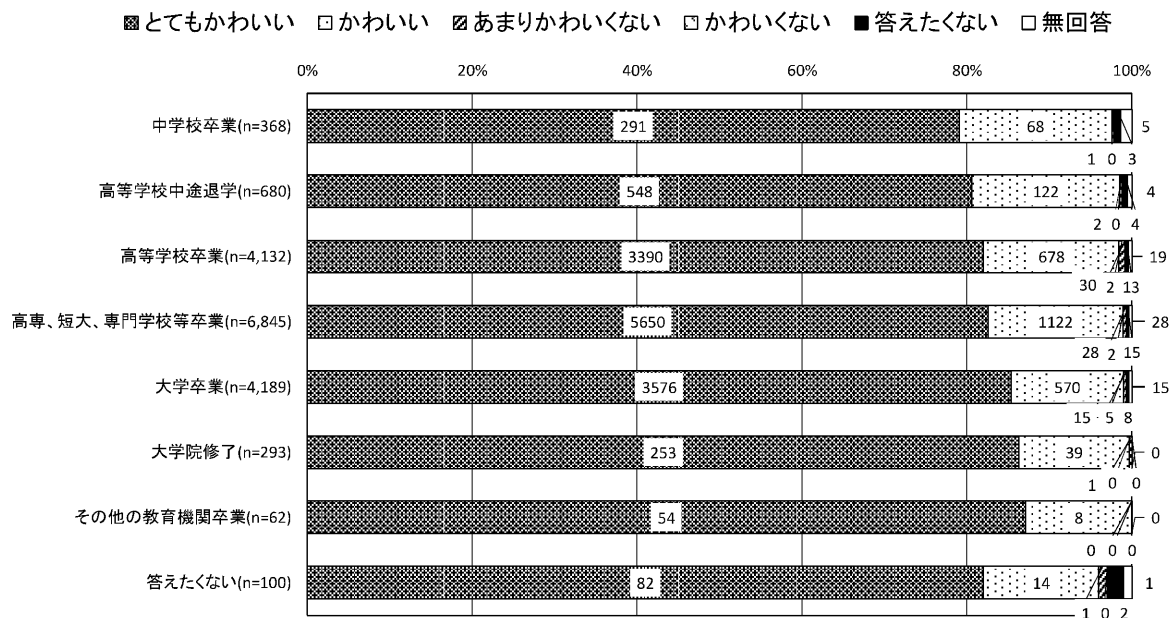 とてもかわいい かわいい あまりかわいくない かわいくない 答えたくない 無回答
0% 20% 40% 60% 80% 100%
中学校卒業(n=368) 291 68 5
1 0 3
高等学校中途退学(n=680) 548 122 4
2 0 4
高等学校卒業(n=4,132) 3390 678 19
30 2 13
高専、短大、専門学校等卒業(n=6,845) 5650 1122 28
28 2 15
大学卒業(n=4,189) 3576 570 15
15 5 8
大学院修了(n=293) 253 39 0
1 0 0
その他の教育機関卒業(n=62) 54 8 0
0 0 0
答えたくない(n=100) 82 14 1
1 0 2